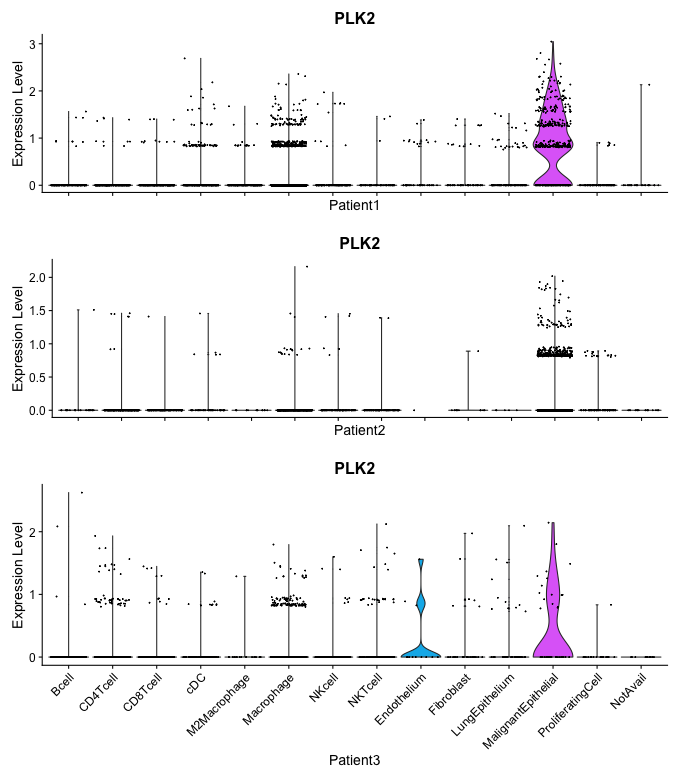 PLK2
Expression Level
3
2
1
0
Patient1
PLK2
Expression Level
2.0
1.5
1.0
0.5
0.0
Patient2
PLK2
Expression Level
2
1
0
Bcell
CD4Tcell
CD8Tcell
cDC
M2Macrophage
Macrophage
NKcell
NKTcell
Endothelium
Fibroblast
LungEpithelium
MalignantEpithelial
ProliferatingCell
NotAvail
Patient3